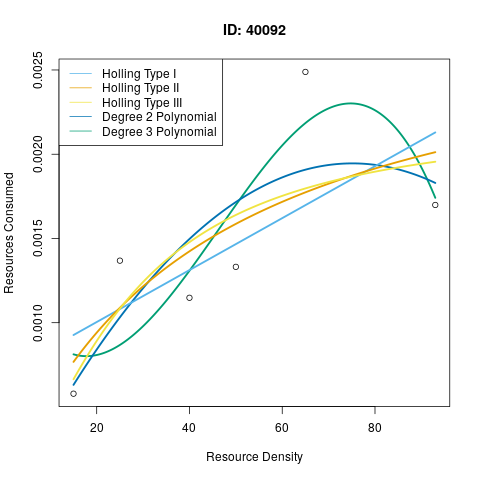 ID: 40092
Holling Type I
Holling Type II
Holling Type III
Degree 2 Polynomial
Degree 3 Polynomial
0.0025
0.0020
0.0015
0.0010
Resources Consumed
20 40 60 80
Resource Density